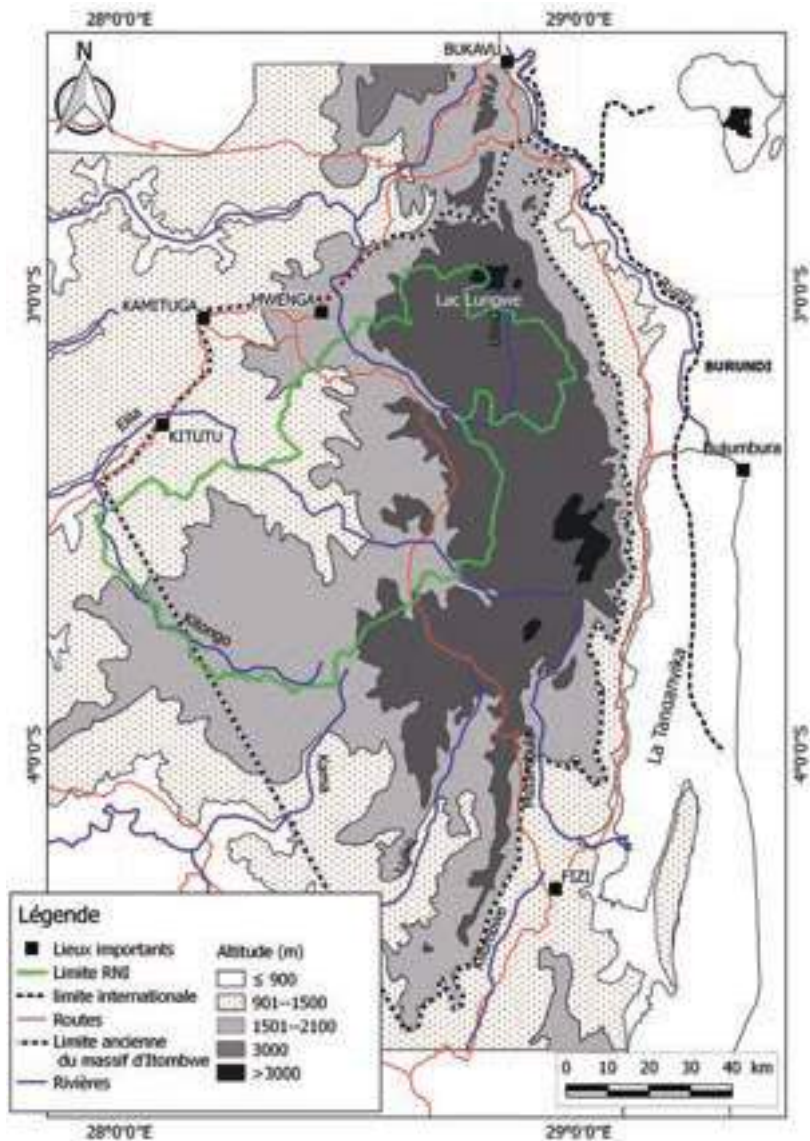 28°0'0"E 29°0'0"E
N
BUKAVU
3°0'0"S 3°0'0"S
MWENGA
Lac Lungwe
KAMITUGA
Ruzizi
BURUNDI
Elila
KITUTU
Bujumbura
Kilongo
La Tanganyika
4°0'0"S 4°0'0"S
Kama
Mutambala
FIZI
Légende
Lieux importants
Limite RNI
limite internationale
Routes
Limite ancienne
du massif d'Itombwe
Rivières
Altitude (m)
≤ 900
901--1500
1501--2100
3000
>3000
0 10 20 30 40 km
28°0'0"E 29°0'0"E